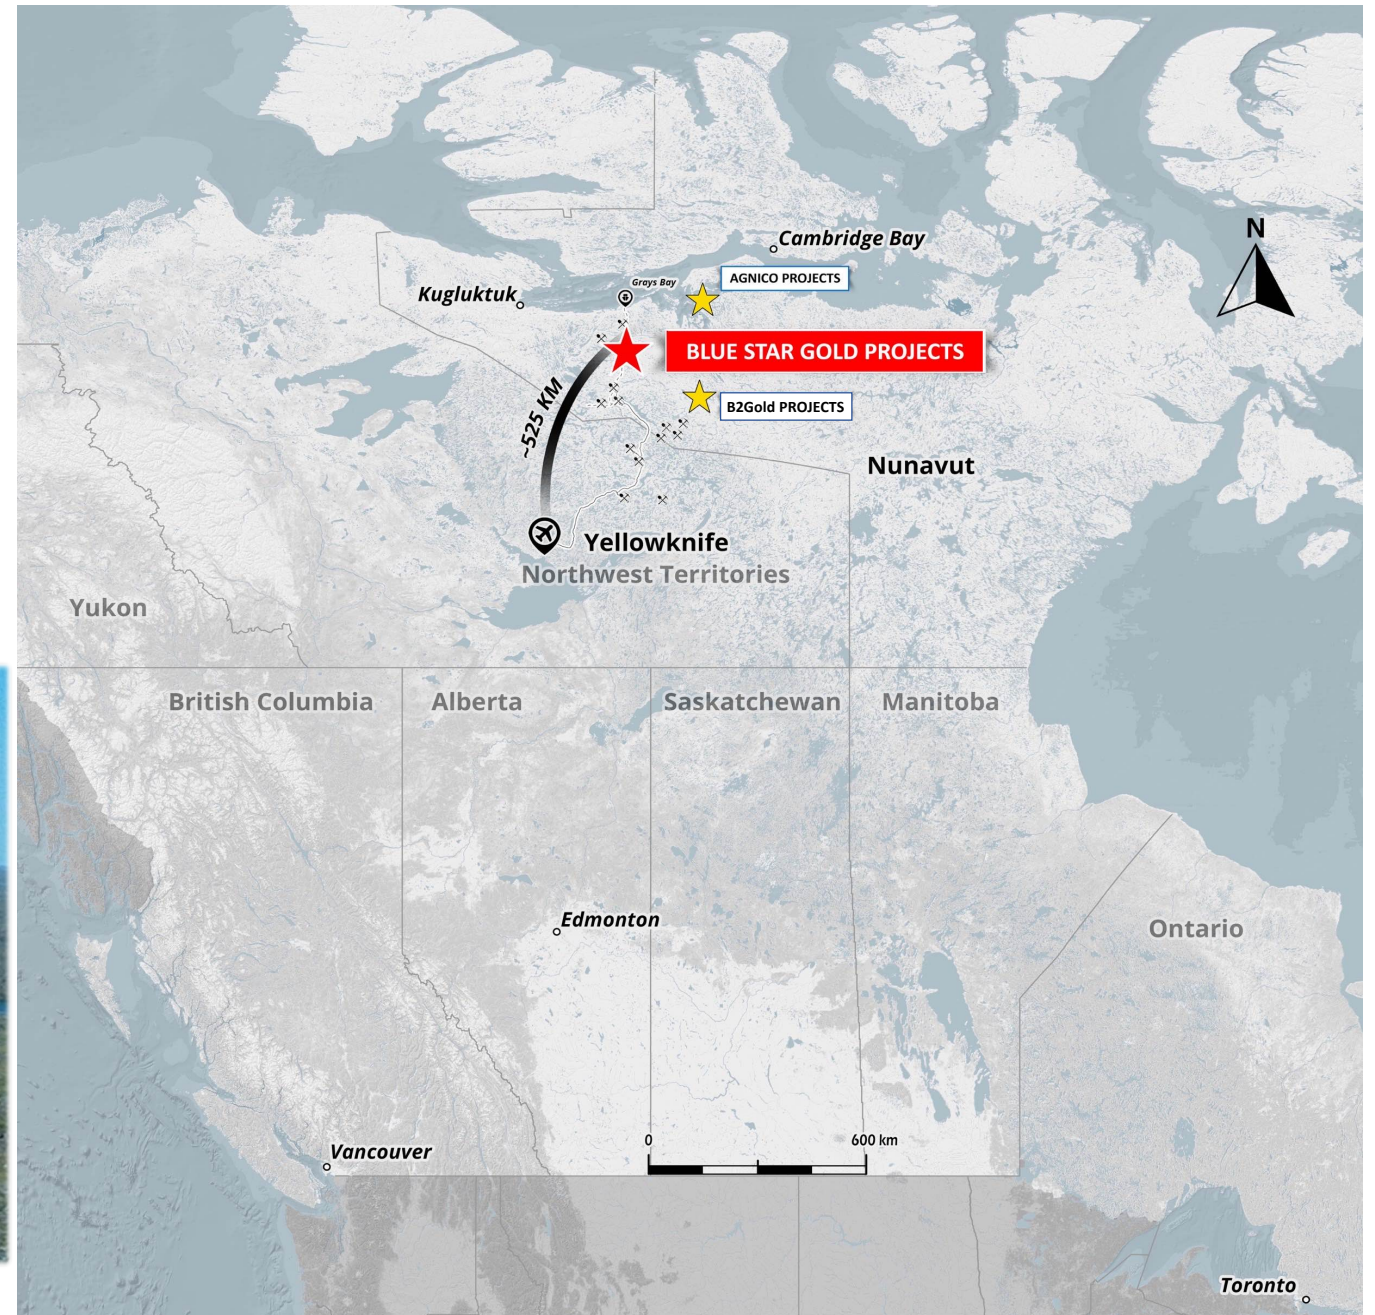 N
Cambridge Bay
AGNICO PROJECTS
Grays Bay
Kugluktuk
BLUE STAR GOLD PROJECTS
~525 KM
B2Gold PROJECTS
Nunavut
Yellowknife
Northwest Territories
Yukon
British Columbia
Alberta
Saskatchewan
Manitoba
Edmonton
Ontario
0
600 km
Vancouver
Toronto